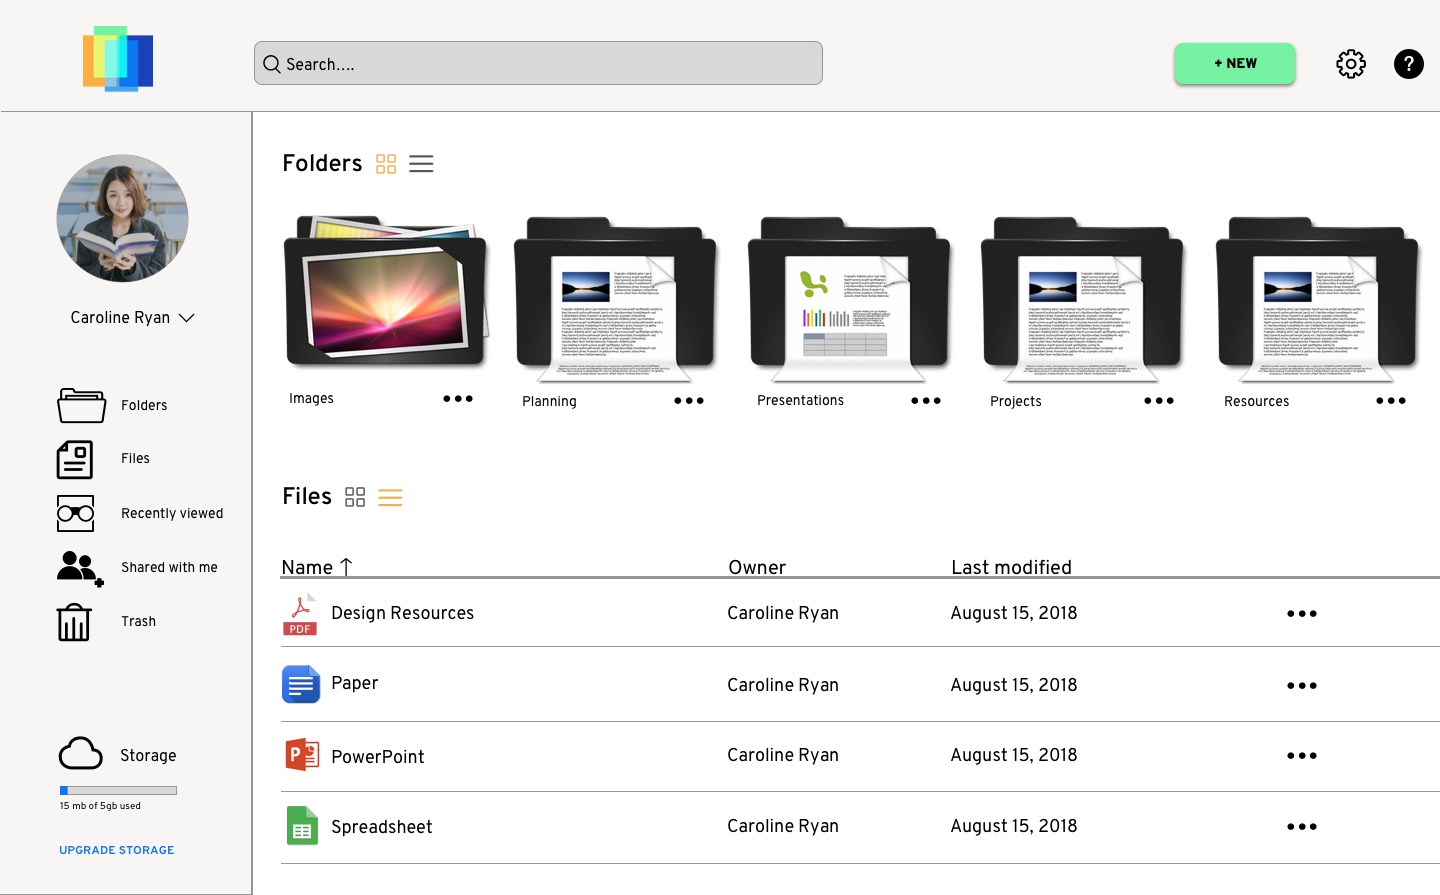 Search....
+ NEW
?
Caroline Ryan
Folders
Files
Recently viewed
Shared with me
Trash
Storage
15 mb of 5gb used
UPGRADE STORAGE
Folders
Images
Planning
Presentations
Projects
Resources
Files
Name ↑ Owner Last modified
PDF Design Resources Caroline Ryan August 15, 2018
Paper Caroline Ryan August 15, 2018
P PowerPoint Caroline Ryan August 15, 2018
Spreadsheet Caroline Ryan August 15, 2018